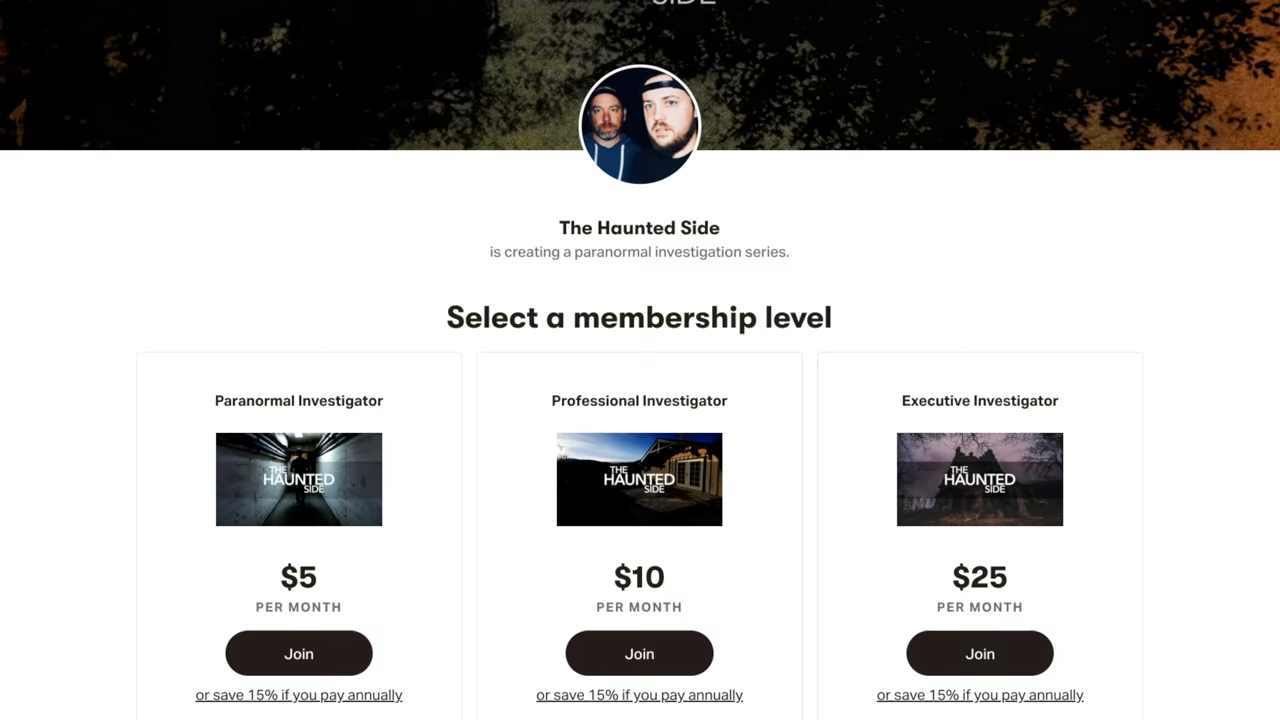 SIDE
The Haunted Side
is creating a paranormal investigation series.
Select a membership level
Paranormal Investigator
THE
HAUNTED
SIDE
$5
PER MONTH
Join
or save 15% if you pay annually
Professional Investigator
THE
HAUNTED
SIDE
$10
PER MONTH
Join
or save 15% if you pay annually
Executive Investigator
THE
HAUNTED
SIDE
$25
PER MONTH
Join
or save 15% if you pay annually